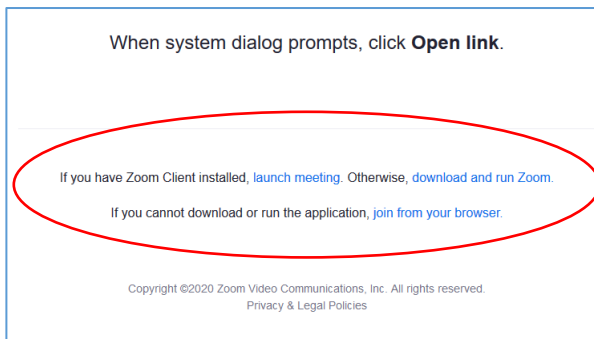 When system dialog prompts, click Open link.
If you have Zoom Client installed, launch meeting. Otherwise, download and run Zoom.
If you cannot download or run the application, join from your browser.
Copyright ©2020 Zoom Video Communications, Inc. All rights reserved.
Privacy & Legal Policies